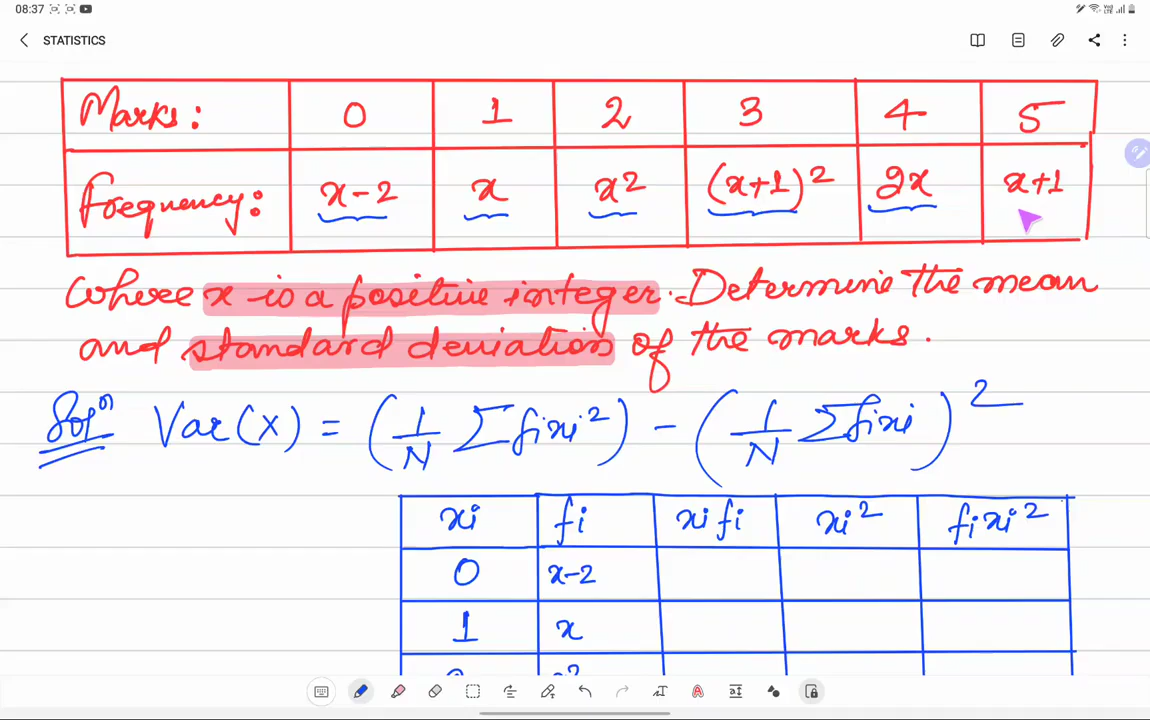 08:37
STATISTICS
Marks: 0 1 2 3 4 5
Frequency: x-2 x x² (x+1)² 2x x+1
Where x is a positive integer. Determine the mean
and standard deviation of the marks.
Solⁿ Var(X) = (1/N Σfixi²) - (1/N Σfixi)²
xi fi xifi xi² fixi²
0 x-2
1 x